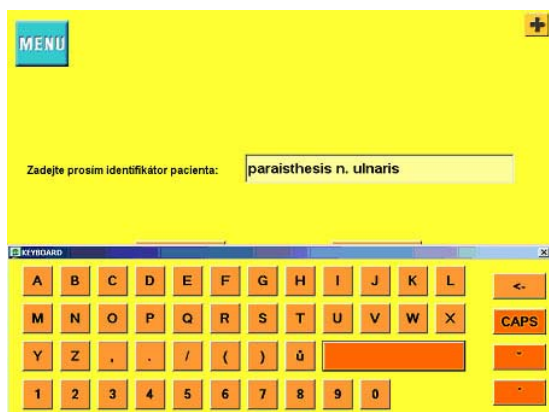 MENU
Zadejte prosím identifikátor pacienta: paraisthesis n. ulnaris
KEYBOARD x
A B C D E F G H I J K L <-
M N O P Q R S T U V W X CAPS
Y Z , . / ( ) ů ˇ
1 2 3 4 5 6 7 8 9 0 ´